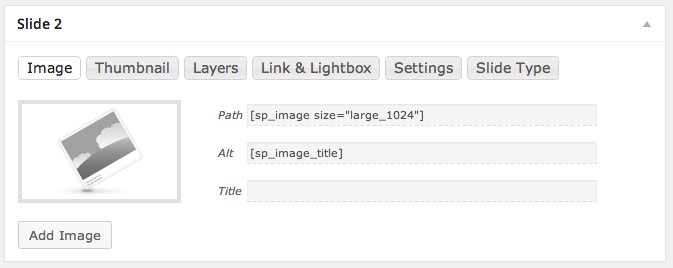 Slide 2
Image Thumbnail Layers Link & Lightbox Settings Slide Type
Path [sp_image size="large_1024"]
Alt [sp_image_title]
Title
Add Image